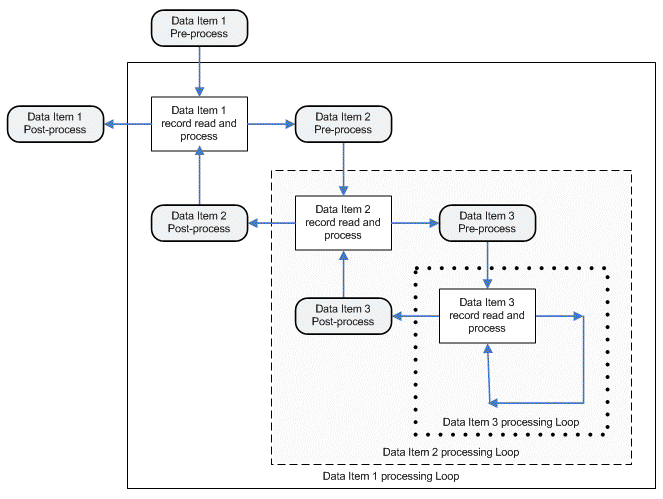 Data Item 1
Pre-process
Data Item 1
Post-process
Data Item 1
record read and
process
Data Item 2
Pre-process
Data Item 2
Post-process
Data Item 2
record read and
process
Data Item 3
Pre-process
Data Item 3
Post-process
Data Item 3
record read and
process
Data Item 3 processing Loop
Data Item 2 processing Loop
Data Item 1 processing Loop